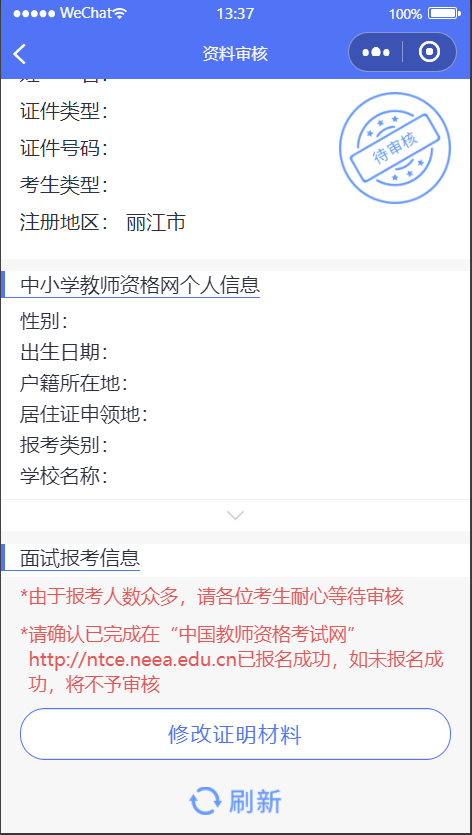 WeChat 13:37 100%
资料审核
姓 名：
证件类型：
待审核
证件号码：
考生类型：
注册地区： 丽江市
中小学教师资格网个人信息
性别：
出生日期：
户籍所在地：
居住证申领地：
报考类别：
学校名称：
面试报考信息
*由于报考人数众多，请各位考生耐心等待审核
*请确认已完成在“中国教师资格考试网”
http://ntce.neea.edu.cn已报名成功，如未报名成
功，将不予审核
修改证明材料
刷新